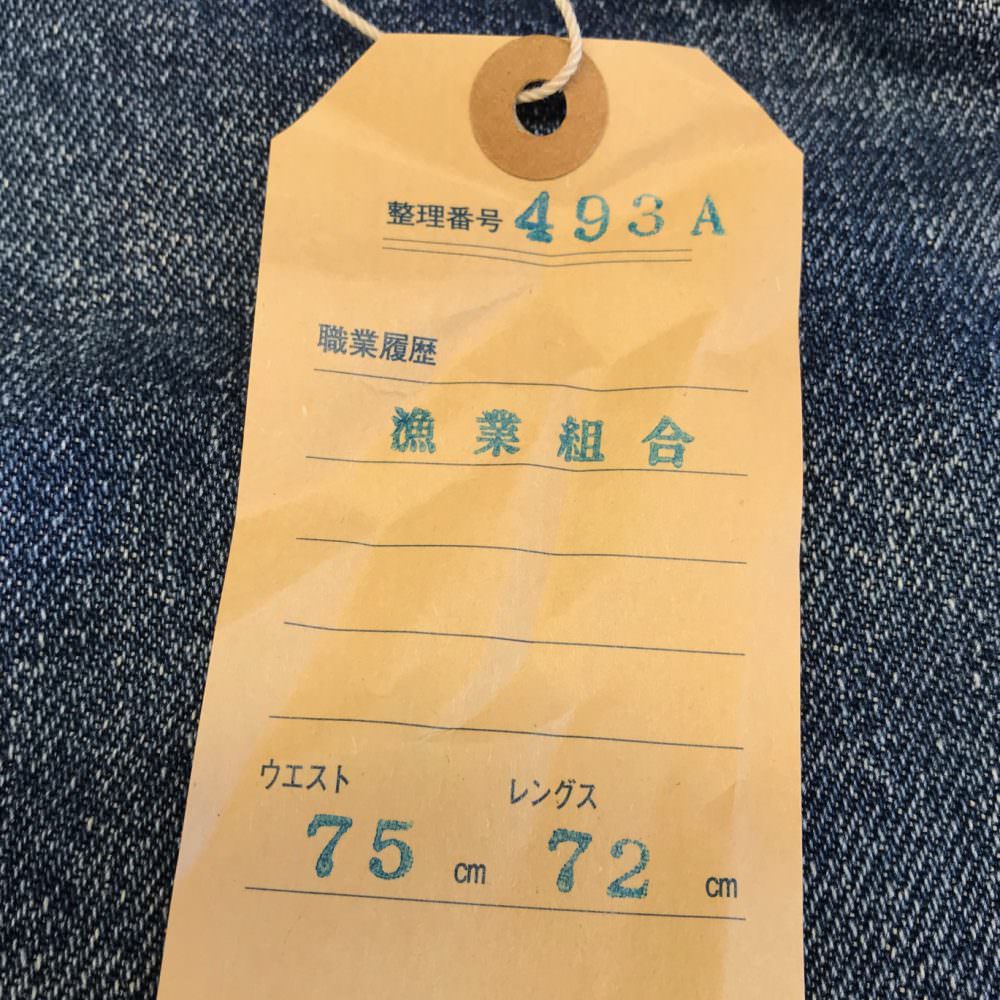 整理番号 493A
職業履歴
漁業組合
ウエスト レングス
75 cm 72 cm